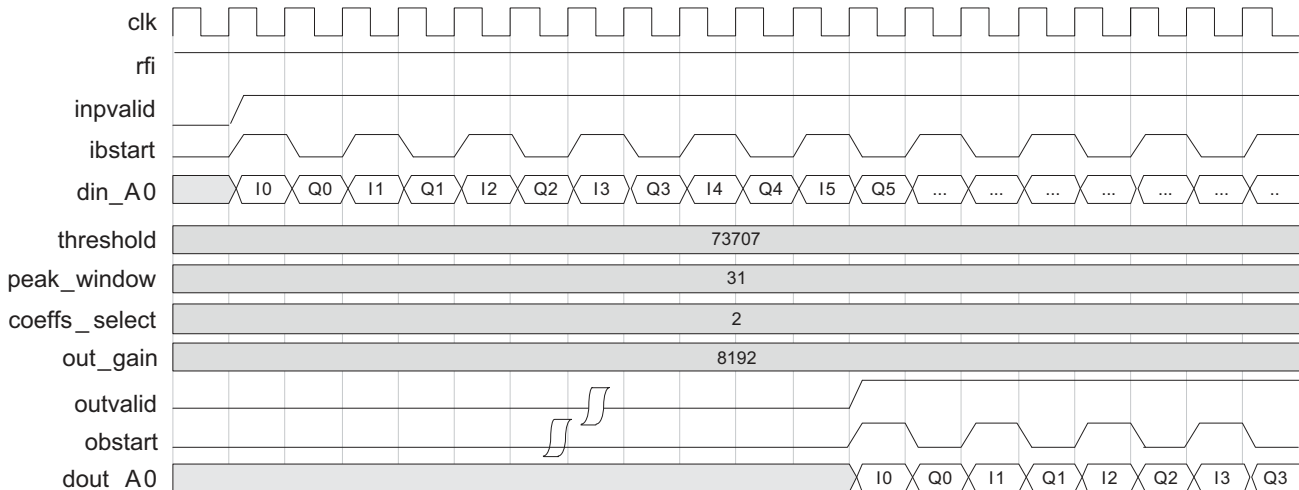 clk
rfi
inpvalid
ibstart
din_A0 I0 Q0 I1 Q1 I2 Q2 I3 Q3 I4 Q4 I5 Q5 ... ... ... ... ... ... ..
threshold 73707
peak_window 31
coeffs_select 2
out_gain 8192
outvalid
obstart
dout A0 I0 Q0 I1 Q1 I2 Q2 I3 Q3